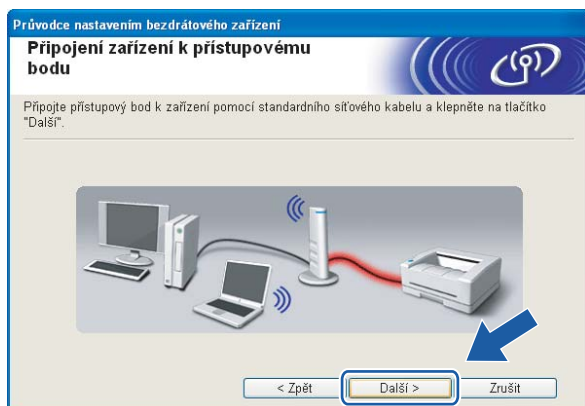 Průvodce nastavením bezdrátového zařízení
Připojení zařízení k přístupovému
bodu
Připojte přístupový bod k zařízení pomocí standardního síťového kabelu a klepněte na tlačítko
"Další".
< Zpět Další > Zrušit